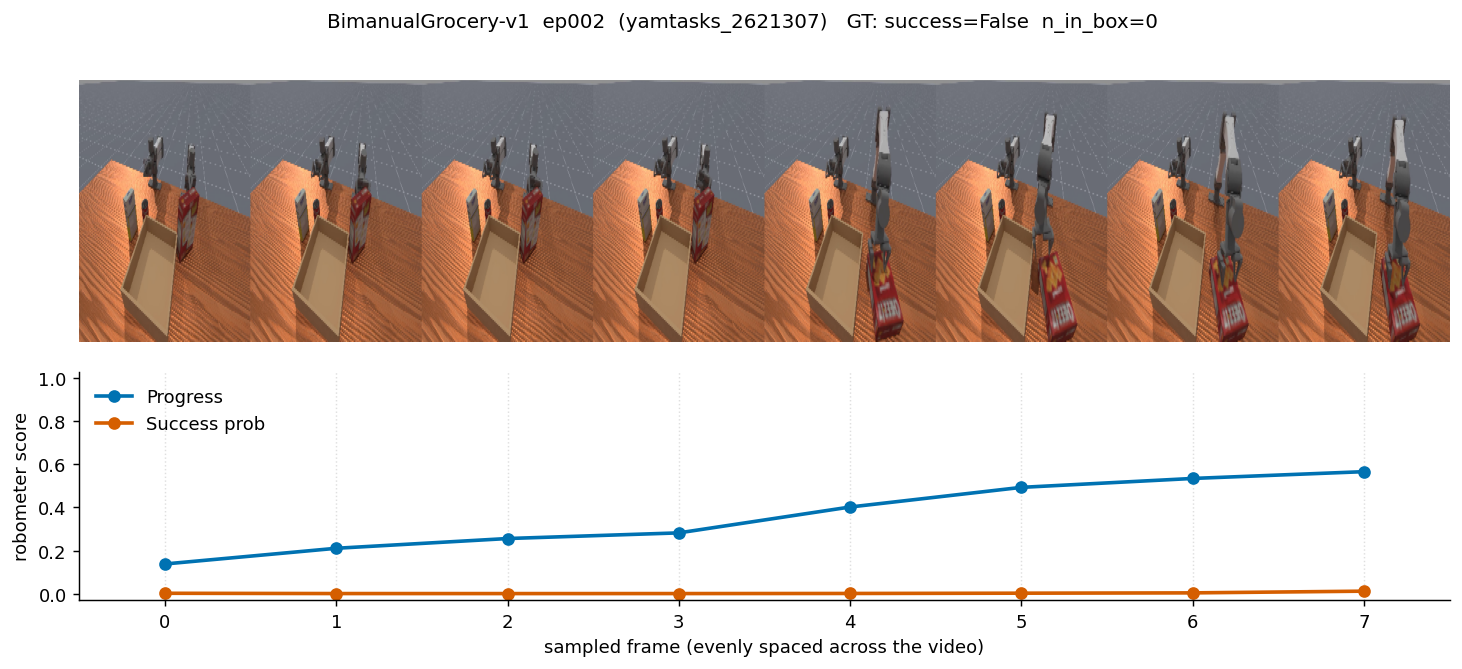 BimanualGrocery-v1 ep002 (yamtasks_2621307) GT: success=False n_in_box=0
1.0
0.8
0.6
0.4
0.2
0.0
robometer score
Progress
Success prob
0 1 2 3 4 5 6 7
sampled frame (evenly spaced across the video)